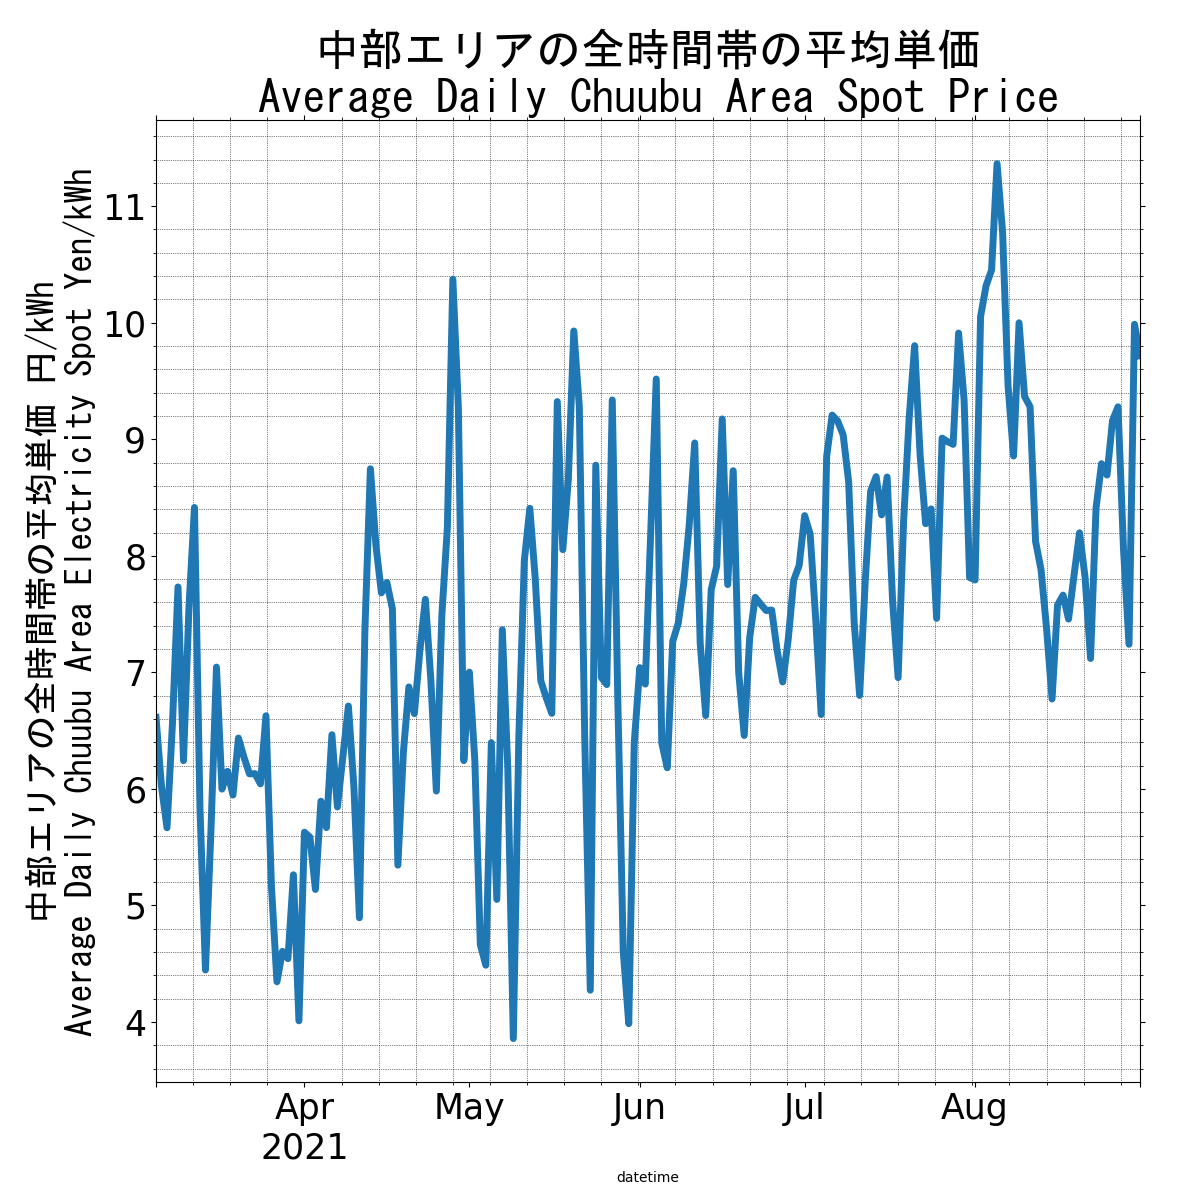 中部エリアの全時間帯の平均単価
Average Daily Chuubu Area Spot Price
中部エリアの全時間帯の平均単価 円/kWh
Average Daily Chuubu Area Electricity Spot Yen/kWh
11
10
9
8
7
6
5
4
Apr
2021
May
Jun
Jul
Aug
datetime